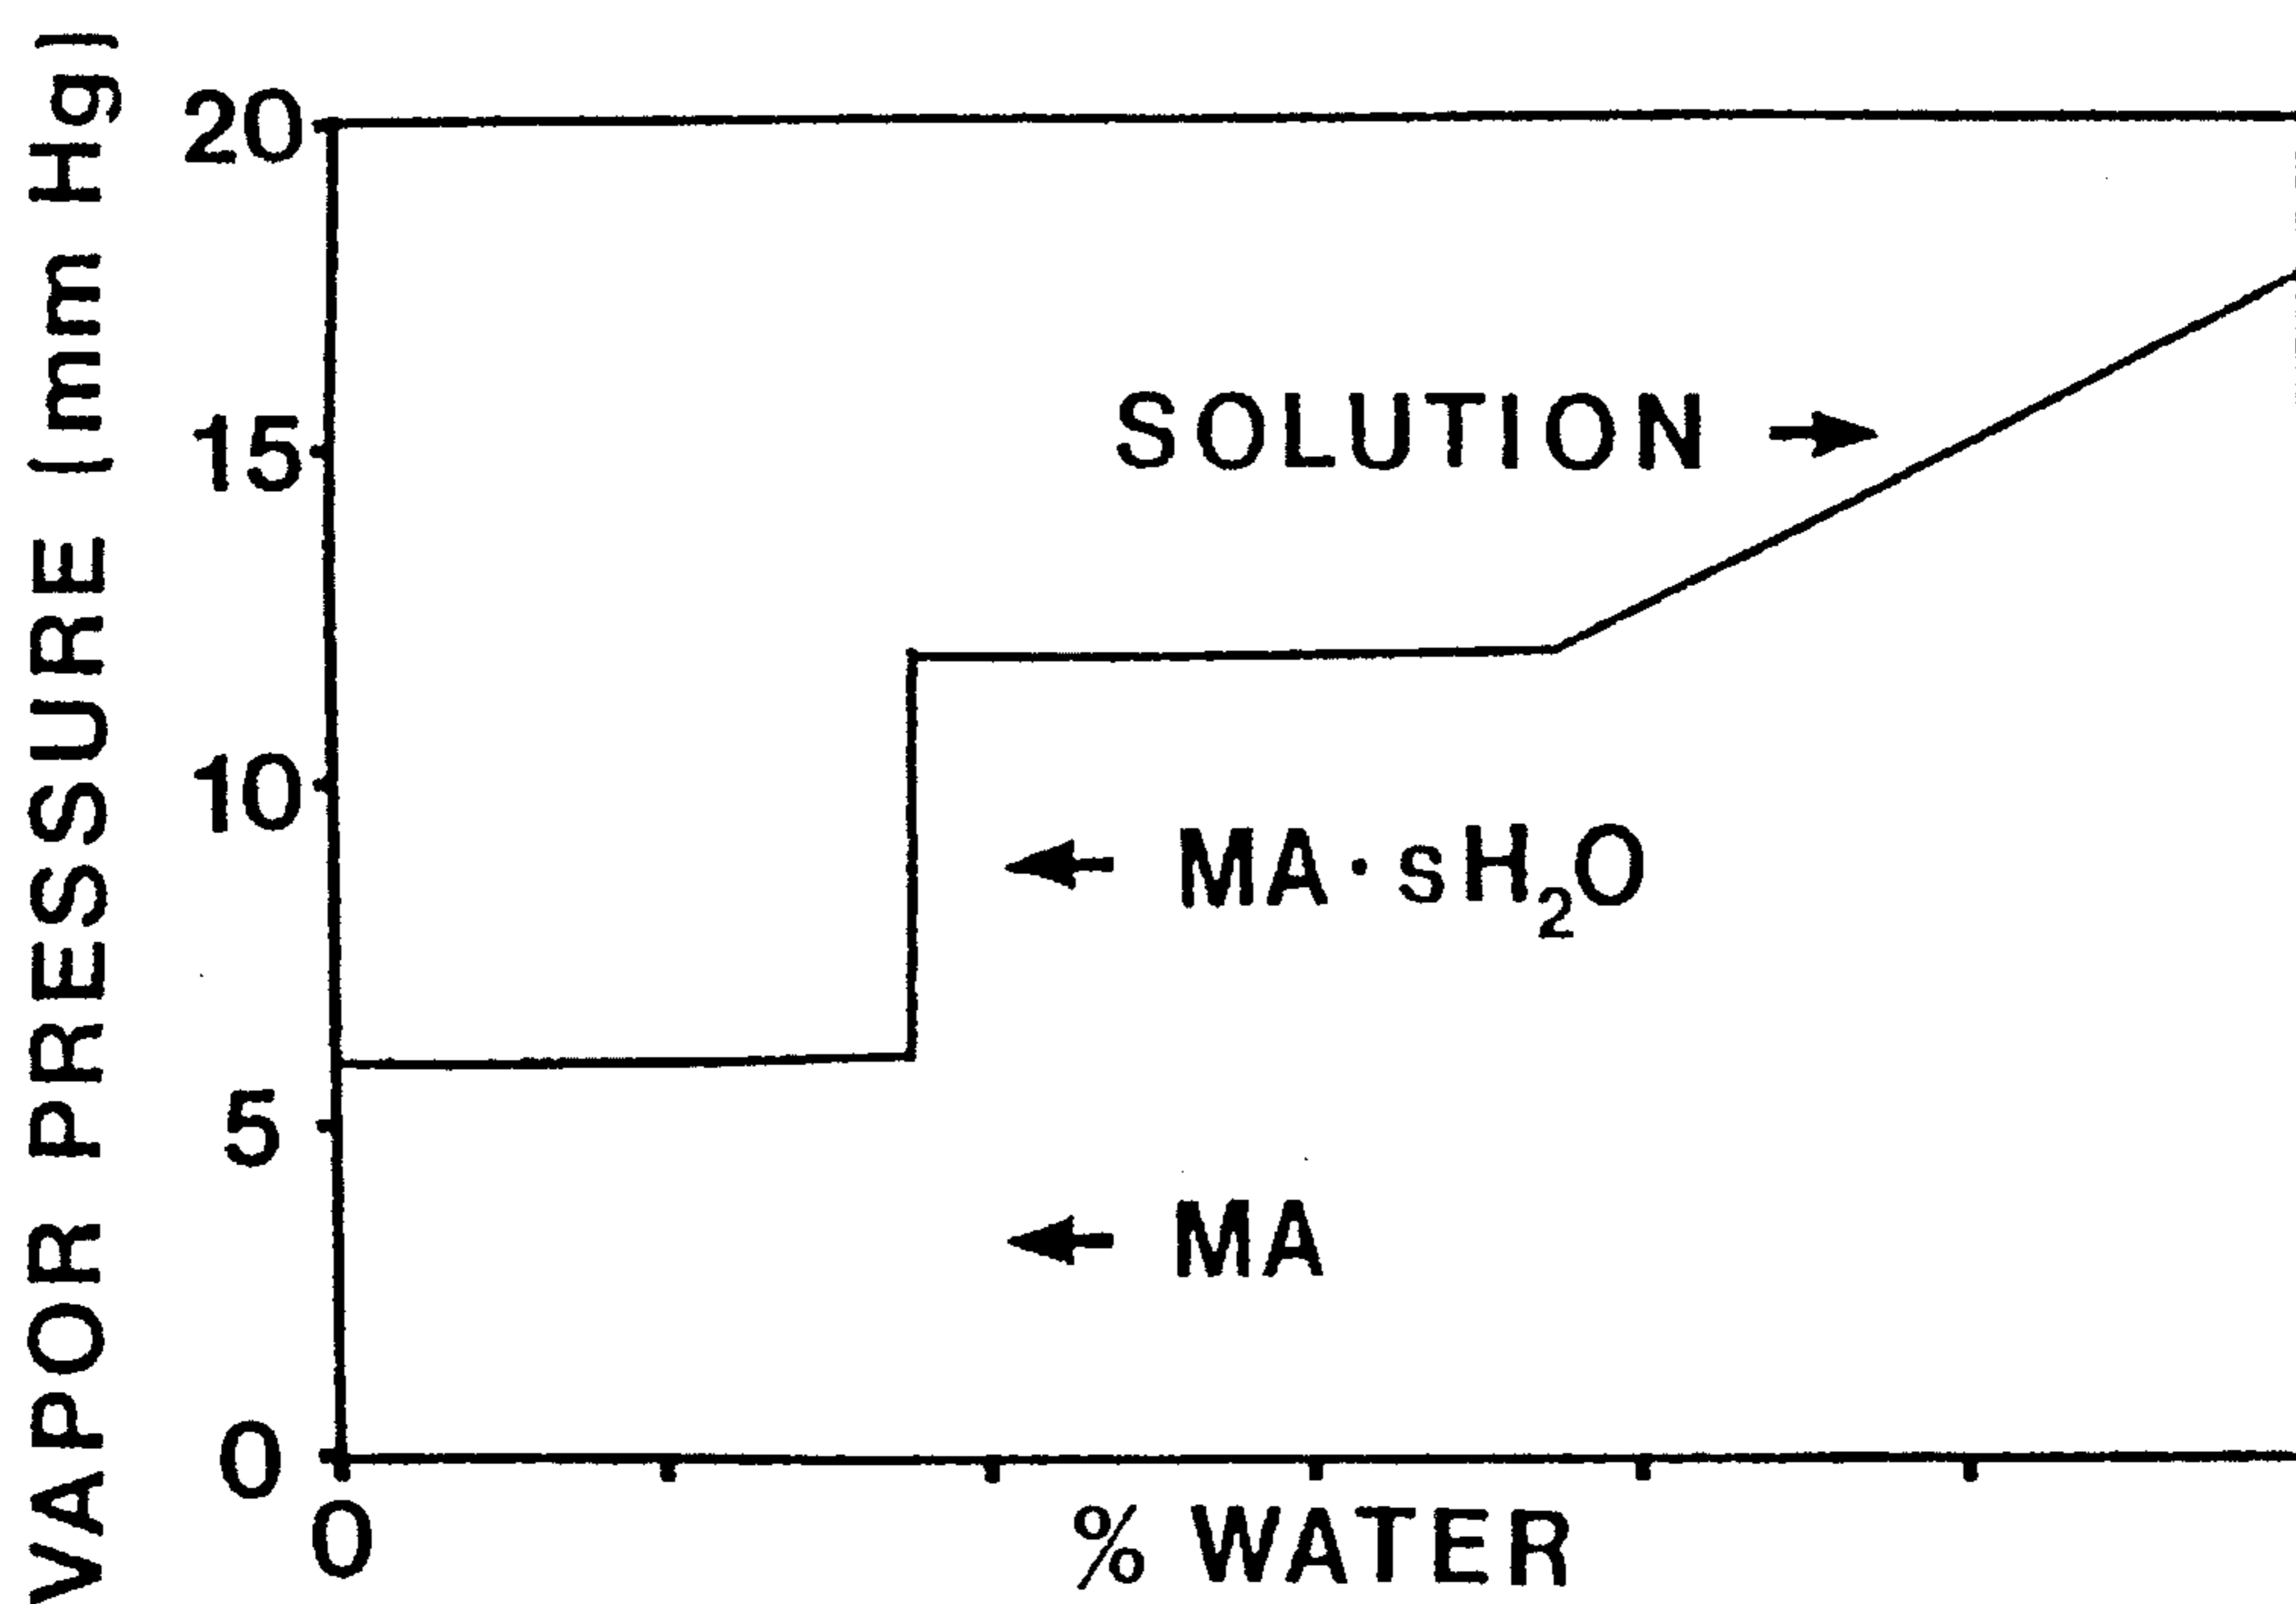 VAPOR PRESSURE (mm Hg)
20
15
10
5
0
SOLUTION →
← MA·sH₂O
← MA
0
% WATER